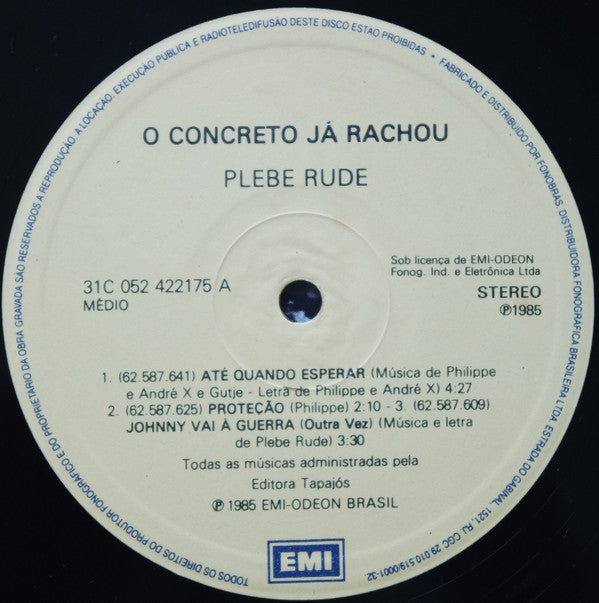 TODOS OS DIREITOS DO PRODUTOR FONOGRÁFICO E DO PROPRIETÁRIO DA OBRA GRAVADA SÃO RESERVADOS A REPRODUÇÃO, A LOCAÇÃO, EXECUÇÃO PUBLICA E RADIOTELEDIFUSÃO DESTE DISCO ESTÃO PROIBIDAS • FABRICADO E DISTRIBUIDO POR FONOBRÁS, DISTRIBUIDORA FONOGRÁFICA BRASILEIRA LTDA. ESTRADA DO GABINAL, 1521, RJ. CGC 29.010.519/0001-32
O CONCRETO JÁ RACHOU
PLEBE RUDE
31C 052 422175 A
MÉDIO
Sob licença de EMI-ODEON
Fonog. Ind. e Eletrônica Ltda
STEREO
℗1985
1. (62.587.641) ATÉ QUANDO ESPERAR (Música de Philippe
e André X e Gutje - Letra de Philippe e André X) 4:27
2. (62.587.625) PROTEÇÃO (Philippe) 2:10 - 3. (62.587.609)
JOHNNY VAI À GUERRA (Outra Vez) (Música e letra
de Plebe Rude) 3:30
Todas as músicas administradas pela
Editora Tapajós
℗ 1985 EMI-ODEON BRASIL
EMI